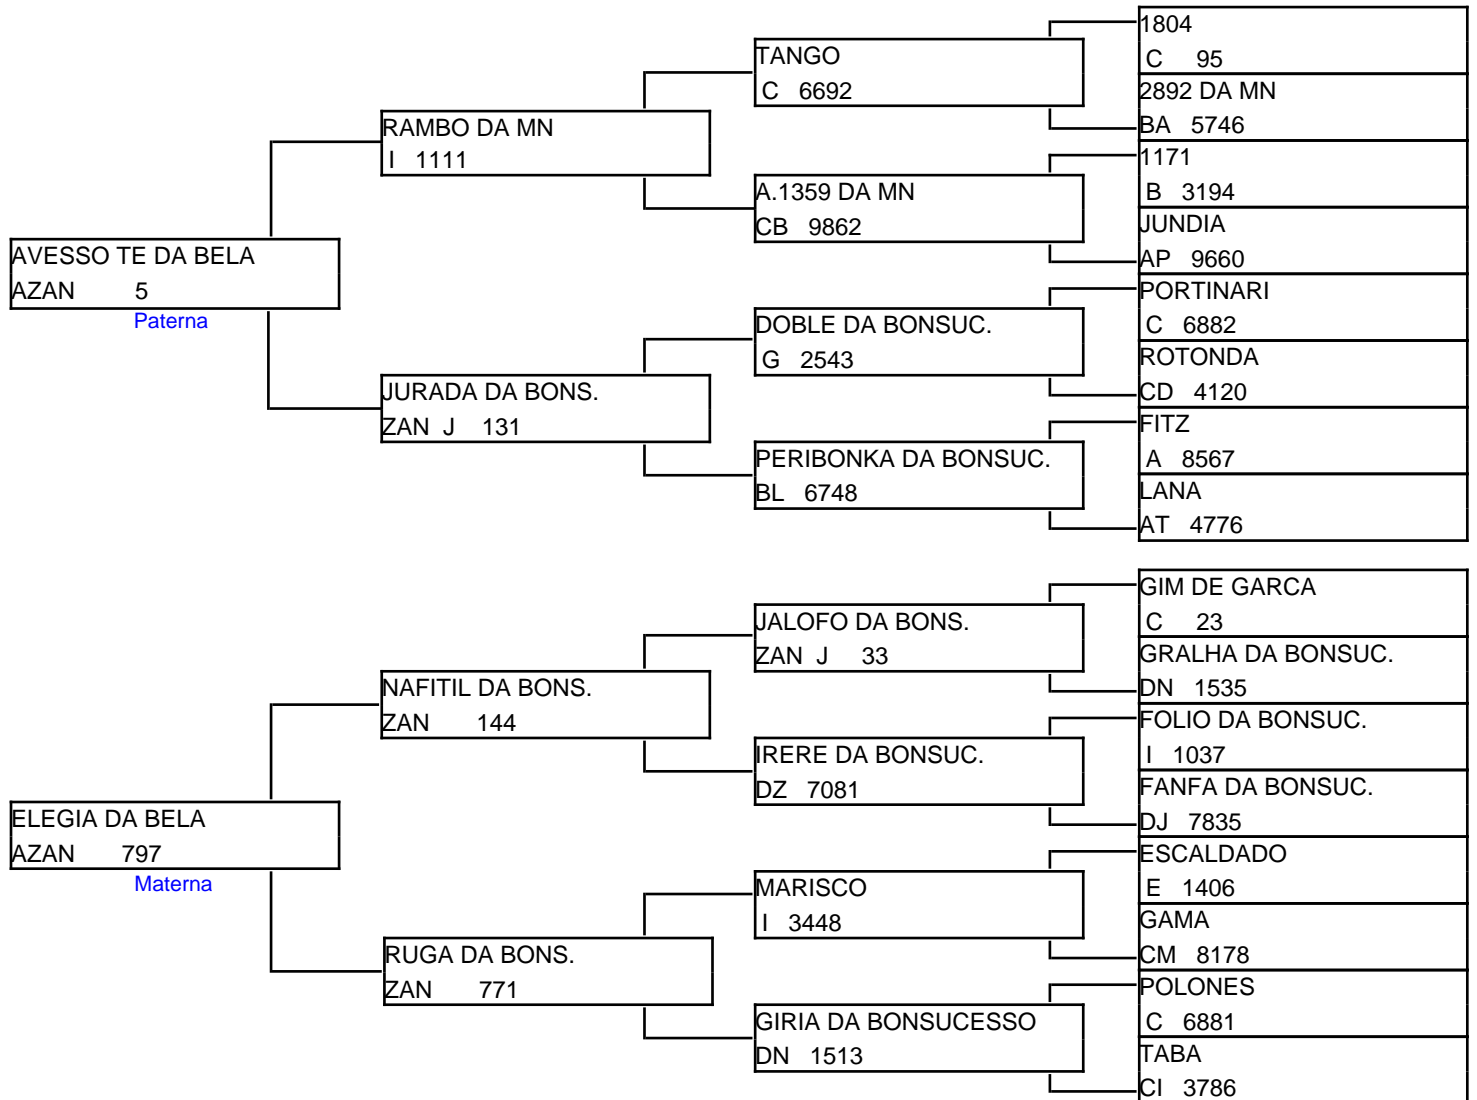 1804
C 95
TANGO
C 6692
2892 DA MN
BA 5746
RAMBO DA MN
I 1111
1171
B 3194
A.1359 DA MN
CB 9862
JUNDIA
AP 9660
AVESSO TE DA BELA
AZAN 5
Paterna
PORTINARI
C 6882
DOBLE DA BONSUC.
G 2543
ROTONDA
CD 4120
JURADA DA BONS.
ZAN J 131
FITZ
A 8567
PERIBONKA DA BONSUC.
BL 6748
LANA
AT 4776
GIM DE GARCA
C 23
JALOFO DA BONS.
ZAN J 33
GRALHA DA BONSUC.
DN 1535
NAFITIL DA BONS.
ZAN 144
FOLIO DA BONSUC.
I 1037
IRERE DA BONSUC.
DZ 7081
FANFA DA BONSUC.
DJ 7835
ELEGIA DA BELA
AZAN 797
Materna
ESCALDADO
E 1406
MARISCO
I 3448
GAMA
CM 8178
RUGA DA BONS.
ZAN 771
POLONES
C 6881
GIRIA DA BONSUCESSO
DN 1513
TABA
CI 3786